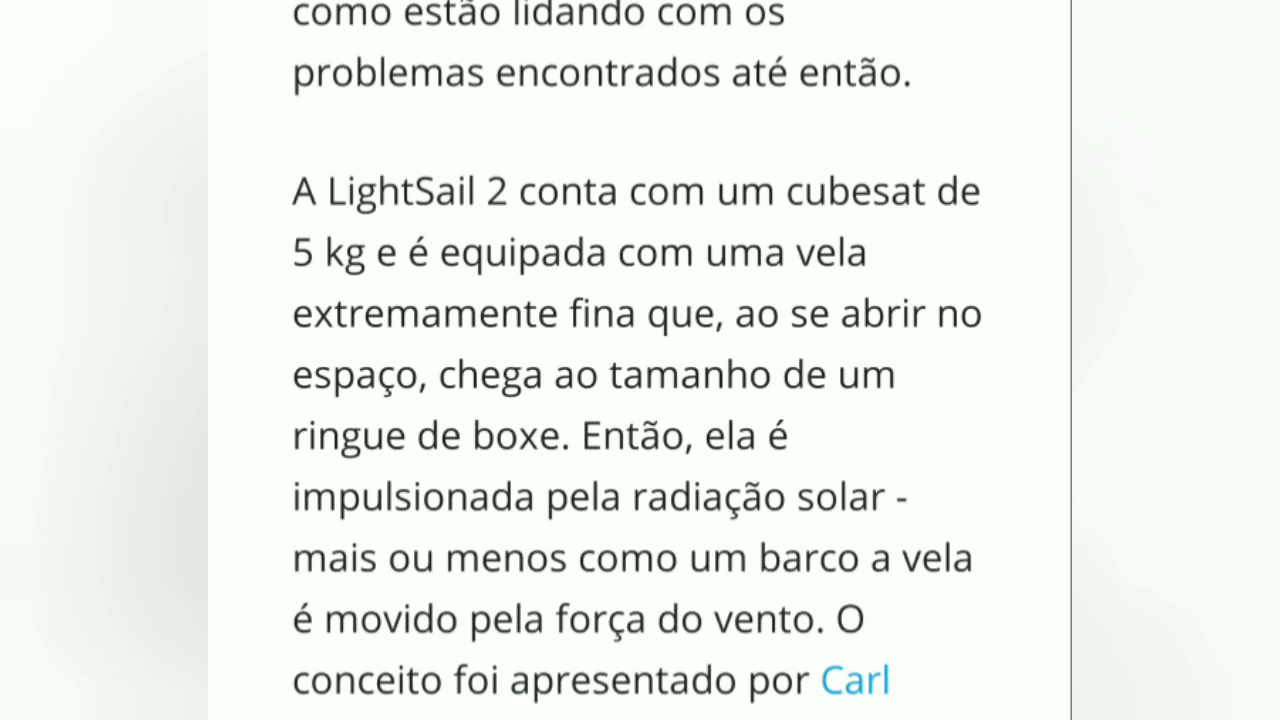 como estão lidando com os
problemas encontrados até então.
A LightSail 2 conta com um cubesat de
5 kg e é equipada com uma vela
extremamente fina que, ao se abrir no
espaço, chega ao tamanho de um
ringue de boxe. Então, ela é
impulsionada pela radiação solar -
mais ou menos como um barco a vela
é movido pela força do vento. O
conceito foi apresentado por Carl